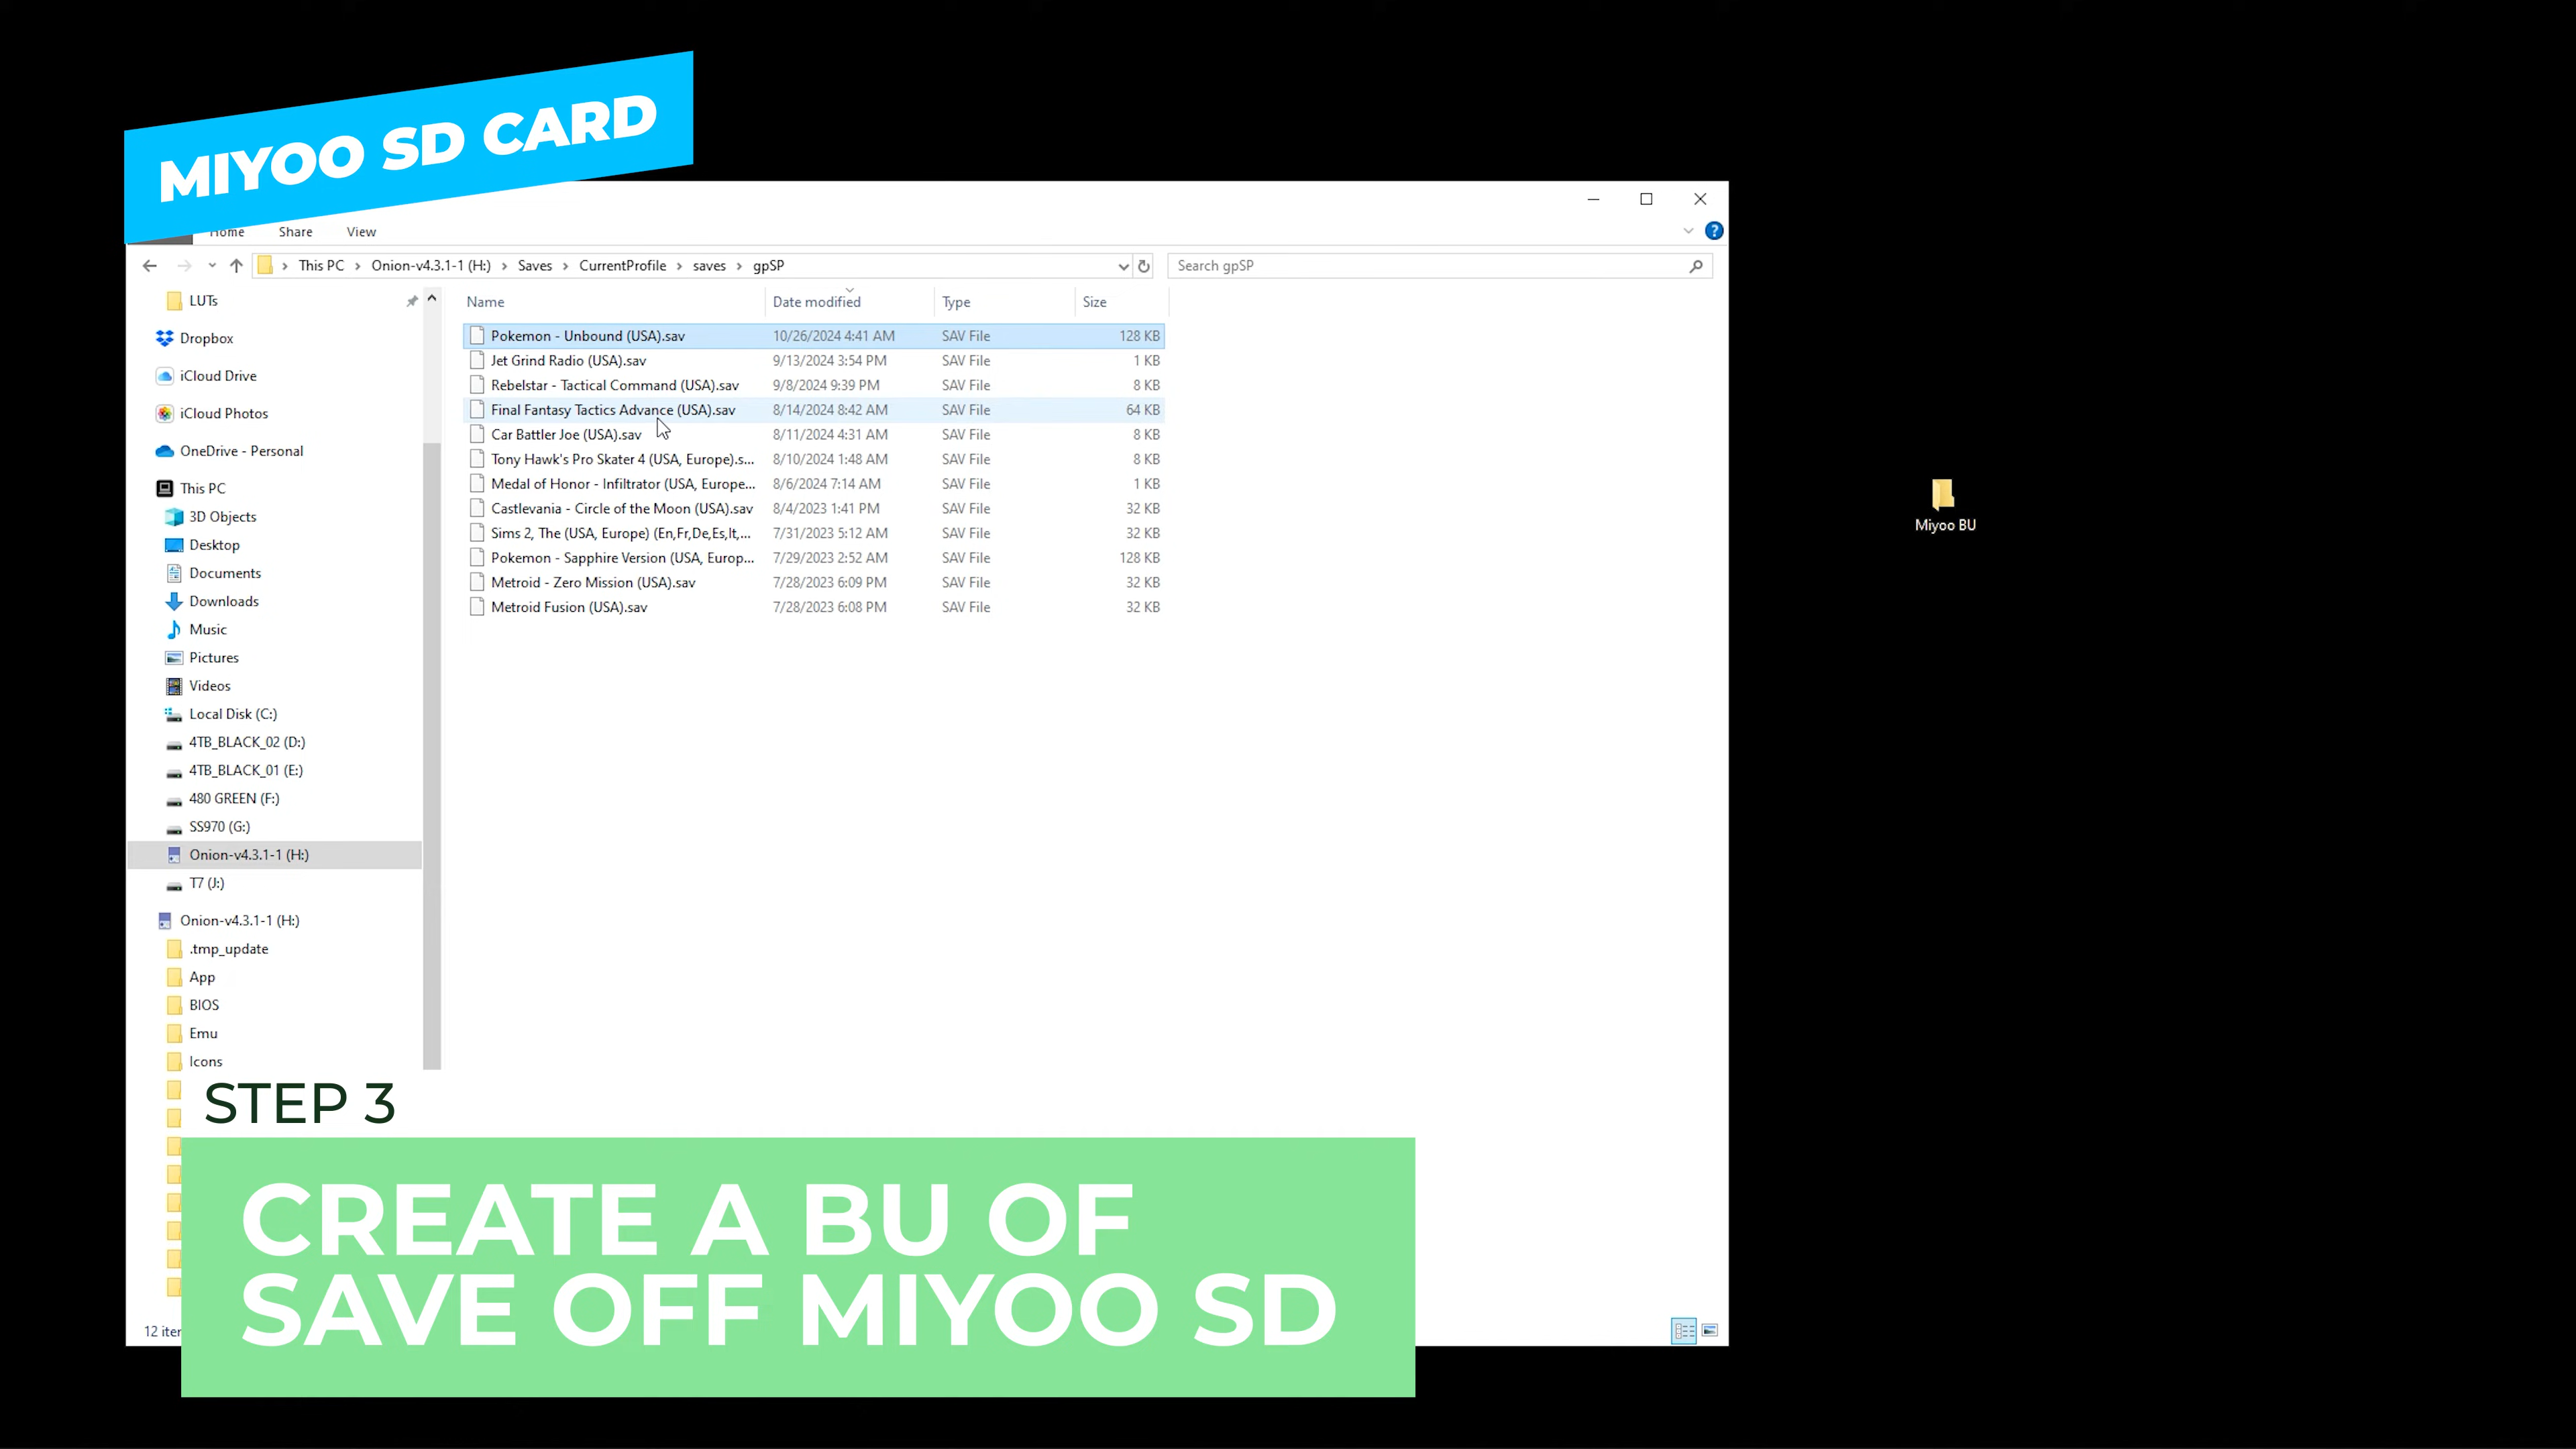 MIYOO SD CARD
Home Share View
This PC > Onion-v4.3.1-1 (H:) > Saves > CurrentProfile > saves > gpSP
Search gpSP
LUTs
Dropbox
iCloud Drive
iCloud Photos
OneDrive - Personal
This PC
3D Objects
Desktop
Documents
Downloads
Music
Pictures
Videos
Local Disk (C:)
4TB_BLACK_02 (D:)
4TB_BLACK_01 (E:)
480 GREEN (F:)
SS970 (G:)
Onion-v4.3.1-1 (H:)
T7 (J:)
Onion-v4.3.1-1 (H:)
.tmp_update
App
BIOS
Emu
Icons
Name Date modified Type Size
Pokemon - Unbound (USA).sav 10/26/2024 4:41 AM SAV File 128 KB
Jet Grind Radio (USA).sav 9/13/2024 3:54 PM SAV File 1 KB
Rebelstar - Tactical Command (USA).sav 9/8/2024 9:39 PM SAV File 8 KB
Final Fantasy Tactics Advance (USA).sav 8/14/2024 8:42 AM SAV File 64 KB
Car Battler Joe (USA).sav 8/11/2024 4:31 AM SAV File 8 KB
Tony Hawk's Pro Skater 4 (USA, Europe).s... 8/10/2024 1:48 AM SAV File 8 KB
Medal of Honor - Infiltrator (USA, Europe... 8/6/2024 7:14 AM SAV File 1 KB
Castlevania - Circle of the Moon (USA).sav 8/4/2023 1:41 PM SAV File 32 KB
Sims 2, The (USA, Europe) (En,Fr,De,Es,It,... 7/31/2023 5:12 AM SAV File 32 KB
Pokemon - Sapphire Version (USA, Europ... 7/29/2023 2:52 AM SAV File 128 KB
Metroid - Zero Mission (USA).sav 7/28/2023 6:09 PM SAV File 32 KB
Metroid Fusion (USA).sav 7/28/2023 6:08 PM SAV File 32 KB
Miyoo BU
STEP 3
CREATE A BU OF
SAVE OFF MIYOO SD
12 iter